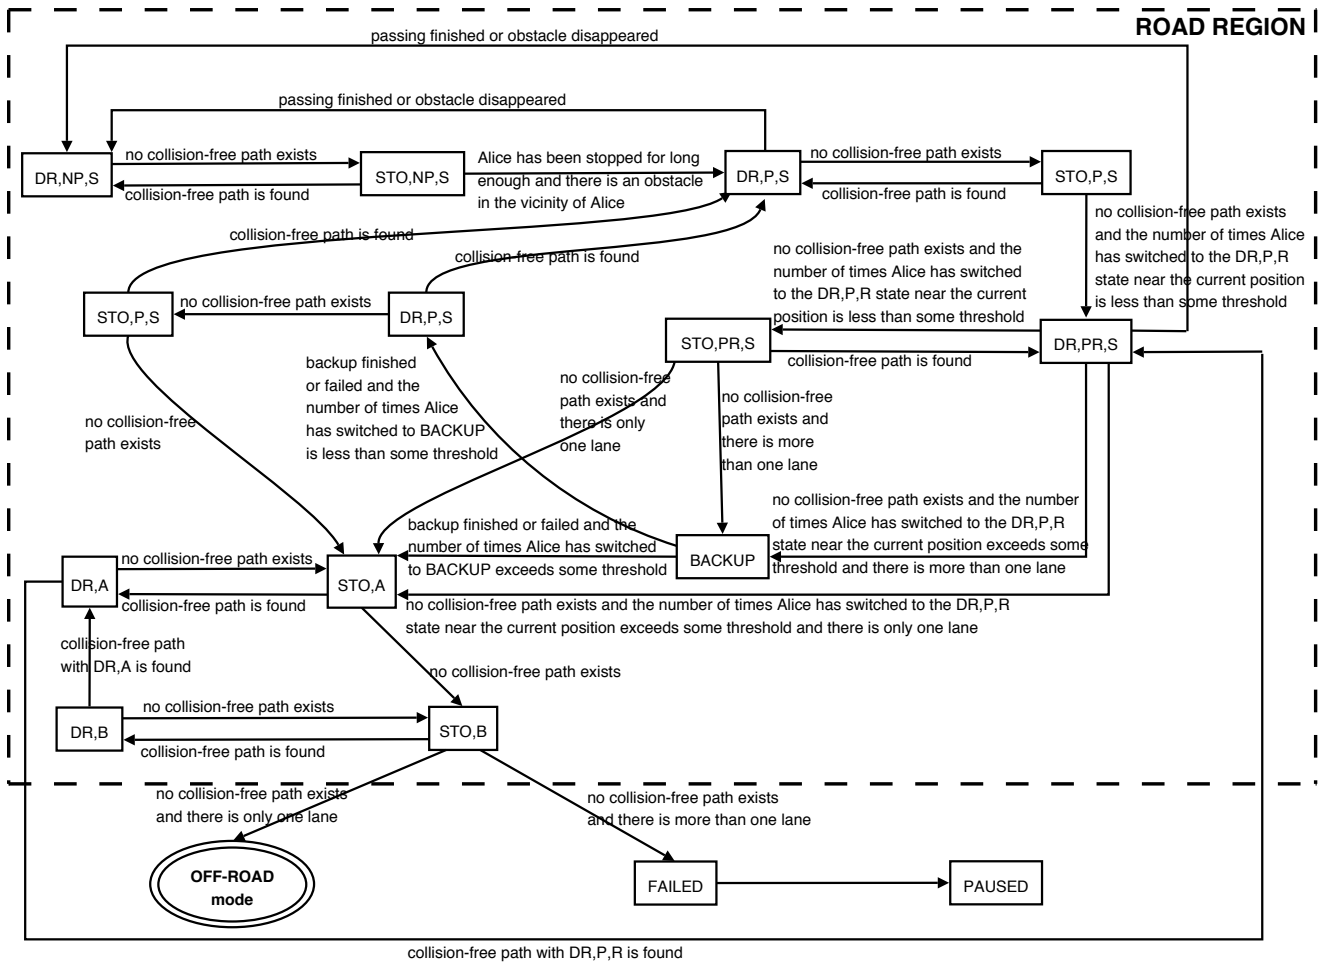 ROAD REGION
passing finished or obstacle disappeared
passing finished or obstacle disappeared
DR,NP,S
no collision-free path exists
collision-free path is found
STO,NP,S
Alice has been stopped for long
enough and there is an obstacle
in the vicinity of Alice
DR,P,S
no collision-free path exists
collision-free path is found
STO,P,S
no collision-free path exists
and the number of times Alice
has switched to the DR,P,R
state near the current position
is less than some threshold
collision-free path is found
collision-free path is found
no collision-free path exists and the
number of times Alice has switched
to the DR,P,R state near the current
position is less than some threshold
STO,P,S
no collision-free path exists
DR,P,S
STO,PR,S
collision-free path is found
DR,PR,S
backup finished
or failed and the
number of times Alice
has switched to BACKUP
is less than some threshold
no collision-free
path exists and
there is only
one lane
no collision-free
path exists and
there is more
than one lane
no collision-free
path exists
no collision-free path exists and the number
of times Alice has switched to the DR,P,R
state near the current position exceeds some
threshold and there is more than one lane
backup finished or failed and the
number of times Alice has switched
to BACKUP exceeds some threshold
BACKUP
DR,A
no collision-free path exists
collision-free path is found
STO,A
no collision-free path exists and the number of times Alice has switched to the DR,P,R
state near the current position exceeds some threshold and there is only one lane
collision-free path
with DR,A is found
no collision-free path exists
DR,B
no collision-free path exists
collision-free path is found
STO,B
no collision-free path exists
and there is only one lane
no collision-free path exists
and there is more than one lane
OFF-ROAD
mode
FAILED
PAUSED
collision-free path with DR,P,R is found